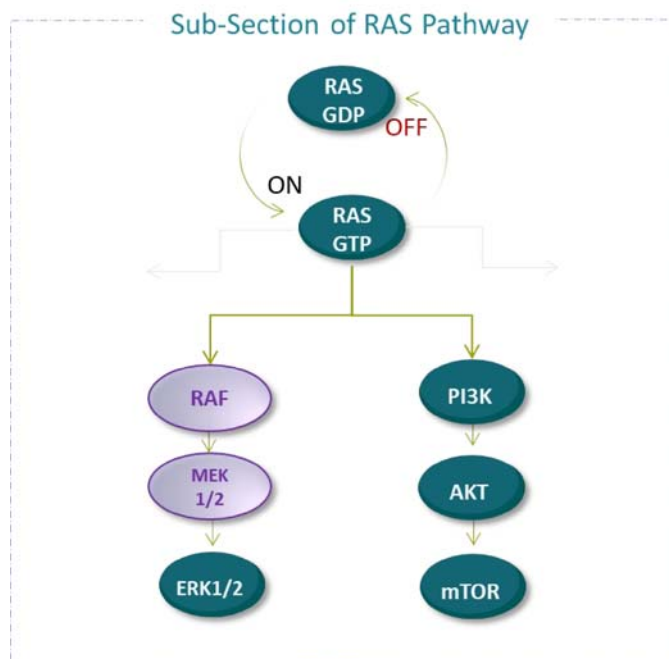 Sub-Section of RAS Pathway
RAS
GDP
OFF
ON
RAS
GTP
RAF
PI3K
MEK
1/2
AKT
ERK1/2
mTOR